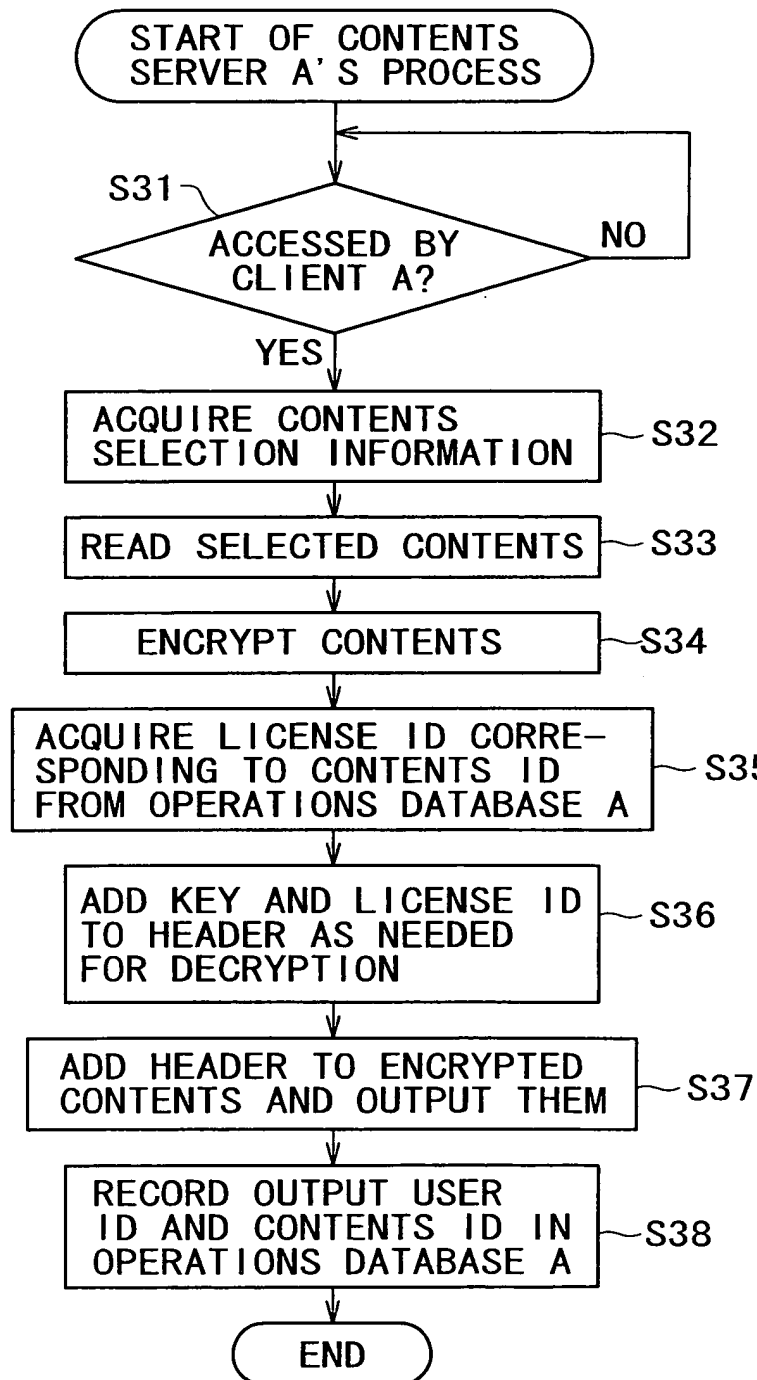 START OF CONTENTS
SERVER A'S PROCESS
S31
ACCESSED BY
CLIENT A?
NO
YES
ACQUIRE CONTENTS
SELECTION INFORMATION
S32
READ SELECTED CONTENTS
S33
ENCRYPT CONTENTS
S34
ACQUIRE LICENSE ID CORRE-
SPONDING TO CONTENTS ID
FROM OPERATIONS DATABASE A
S35
ADD KEY AND LICENSE ID
TO HEADER AS NEEDED
FOR DECRYPTION
S36
ADD HEADER TO ENCRYPTED
CONTENTS AND OUTPUT THEM
S37
RECORD OUTPUT USER
ID AND CONTENTS ID IN
OPERATIONS DATABASE A
S38
END